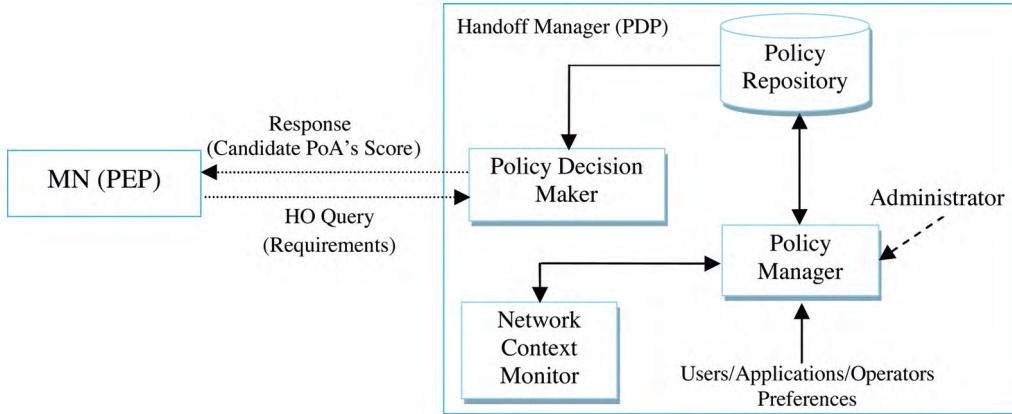 Handoff Manager (PDP)
Policy
Repository
Response
(Candidate PoA's Score)
MN (PEP)
Policy Decision
Maker
HO Query
(Requirements)
Administrator
Policy
Manager
Network
Context
Monitor
Users/Applications/Operators
Preferences